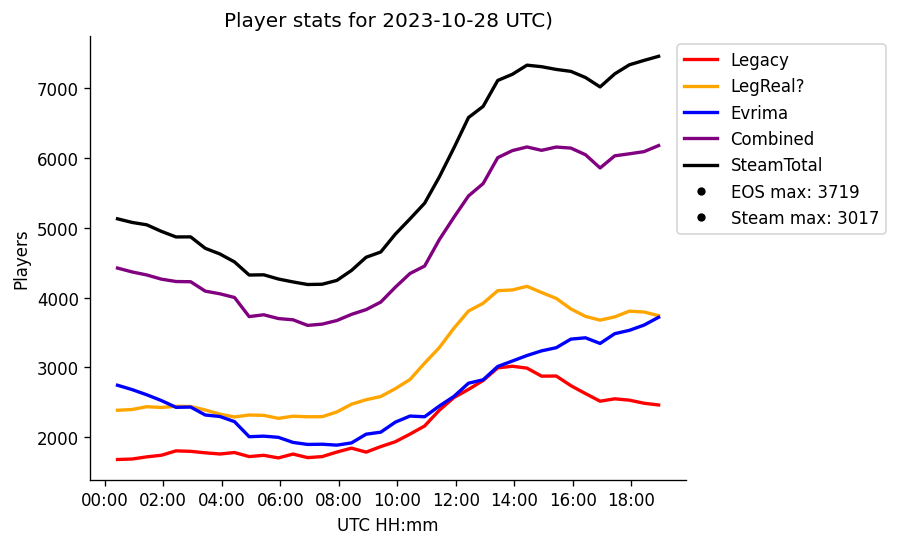 Player stats for 2023-10-28 UTC)
Legacy
LegReal?
Evrima
Combined
SteamTotal
EOS max: 3719
Steam max: 3017
Players
7000
6000
5000
4000
3000
2000
00:00 02:00 04:00 06:00 08:00 10:00 12:00 14:00 16:00 18:00
UTC HH:mm